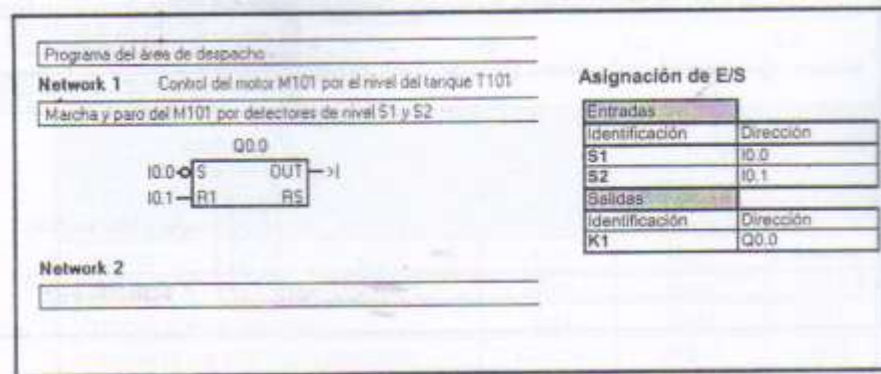 Programa del área de despacho
Network 1 Control del motor M101 por el nivel del tanque T101
Marcha y paro del M101 por detectores de nivel S1 y S2
Q0.0
I0.0 S OUT
I0.1 R1 RS
Network 2
Asignación de E/S
Entradas
Identificación Dirección
S1 I0.0
S2 I0.1
Salidas
Identificación Dirección
K1 Q0.0